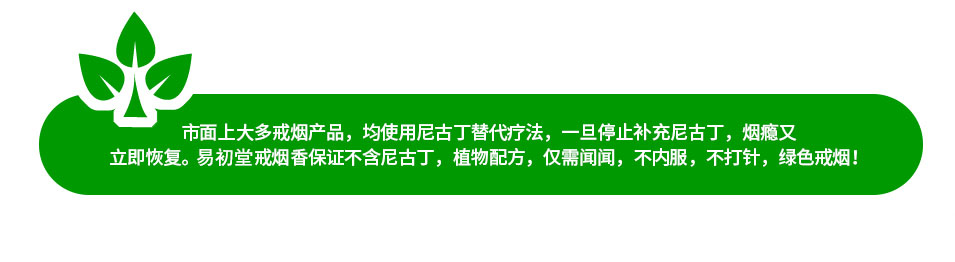 市面上大多戒烟产品，均使用尼古丁替代疗法，一旦停止补充尼古丁，烟瘾又
立即恢复。易初堂戒烟香保证不含尼古丁，植物配方，仅需闻闻，不内服，不打针，绿色戒烟！